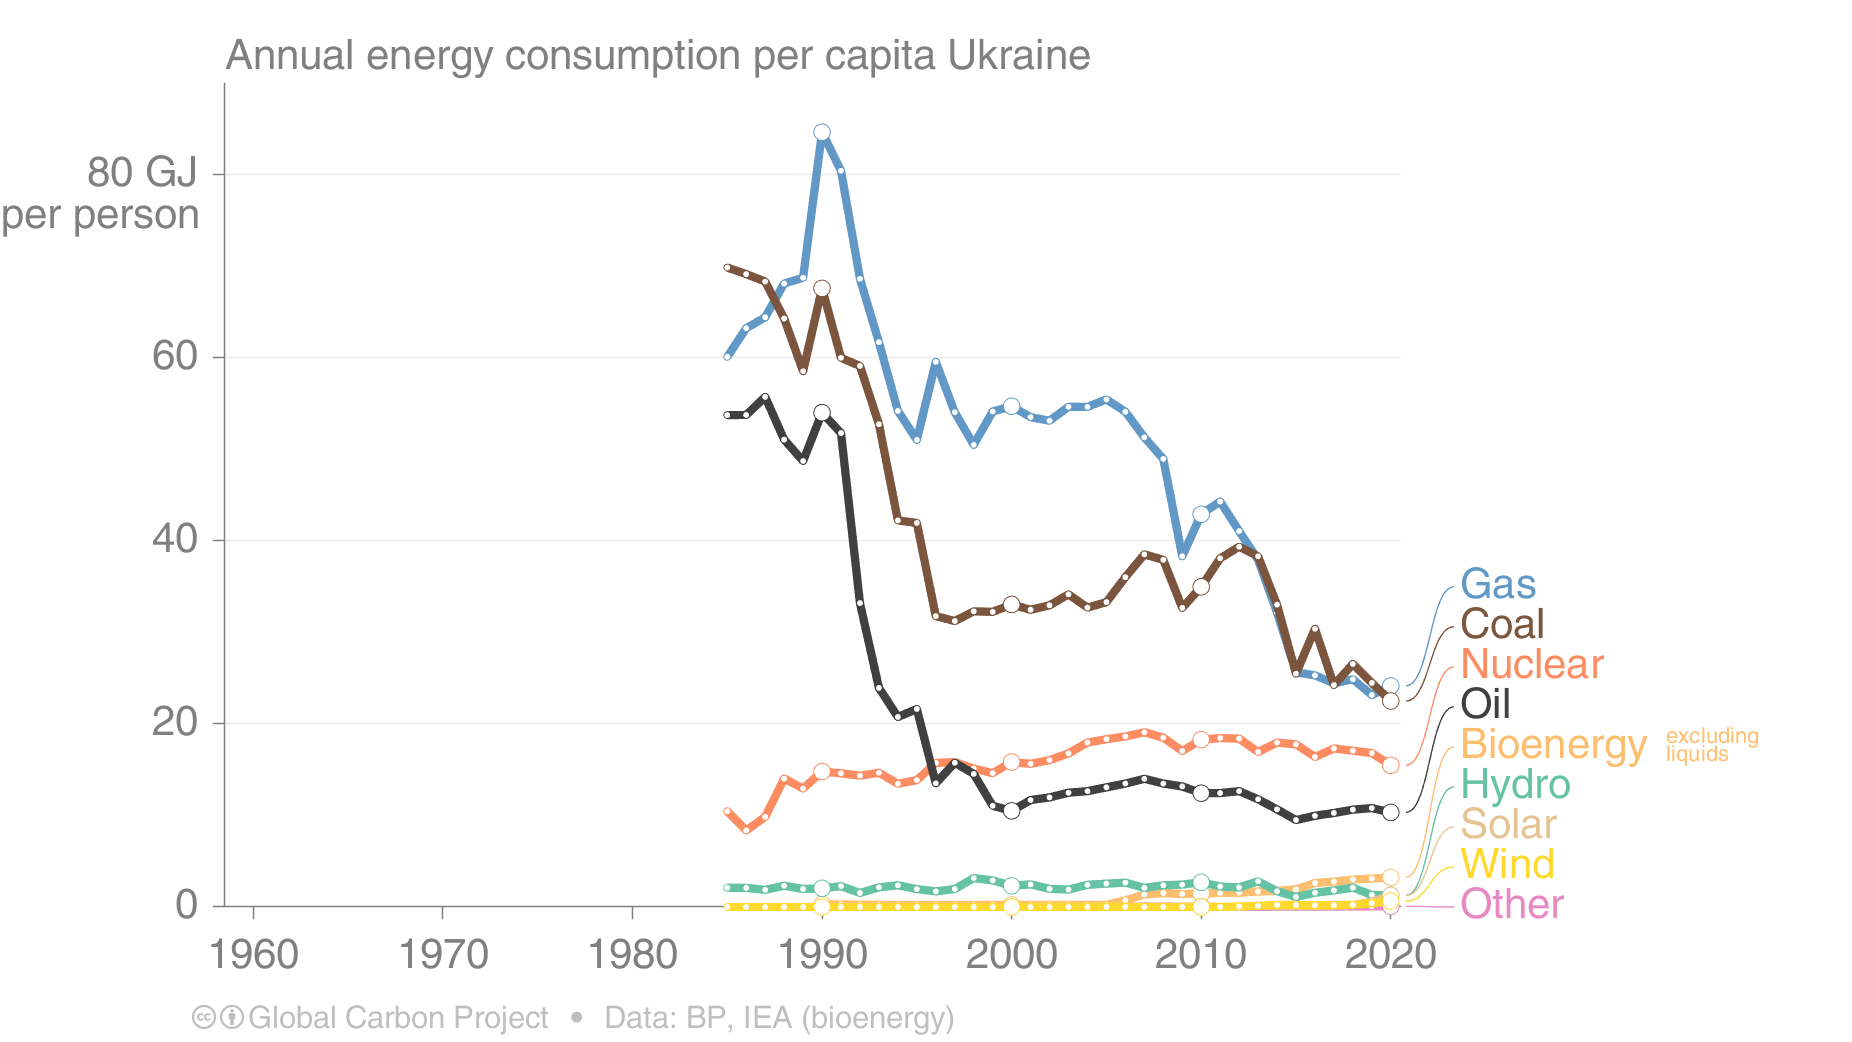 Annual energy consumption per capita Ukraine
80 GJ
per person
60
40
20
0
1960 1970 1980 1990 2000 2010 2020
Gas
Coal
Nuclear
Oil
Bioenergy excluding liquids
Hydro
Solar
Wind
Other
cc Global Carbon Project • Data: BP, IEA (bioenergy)